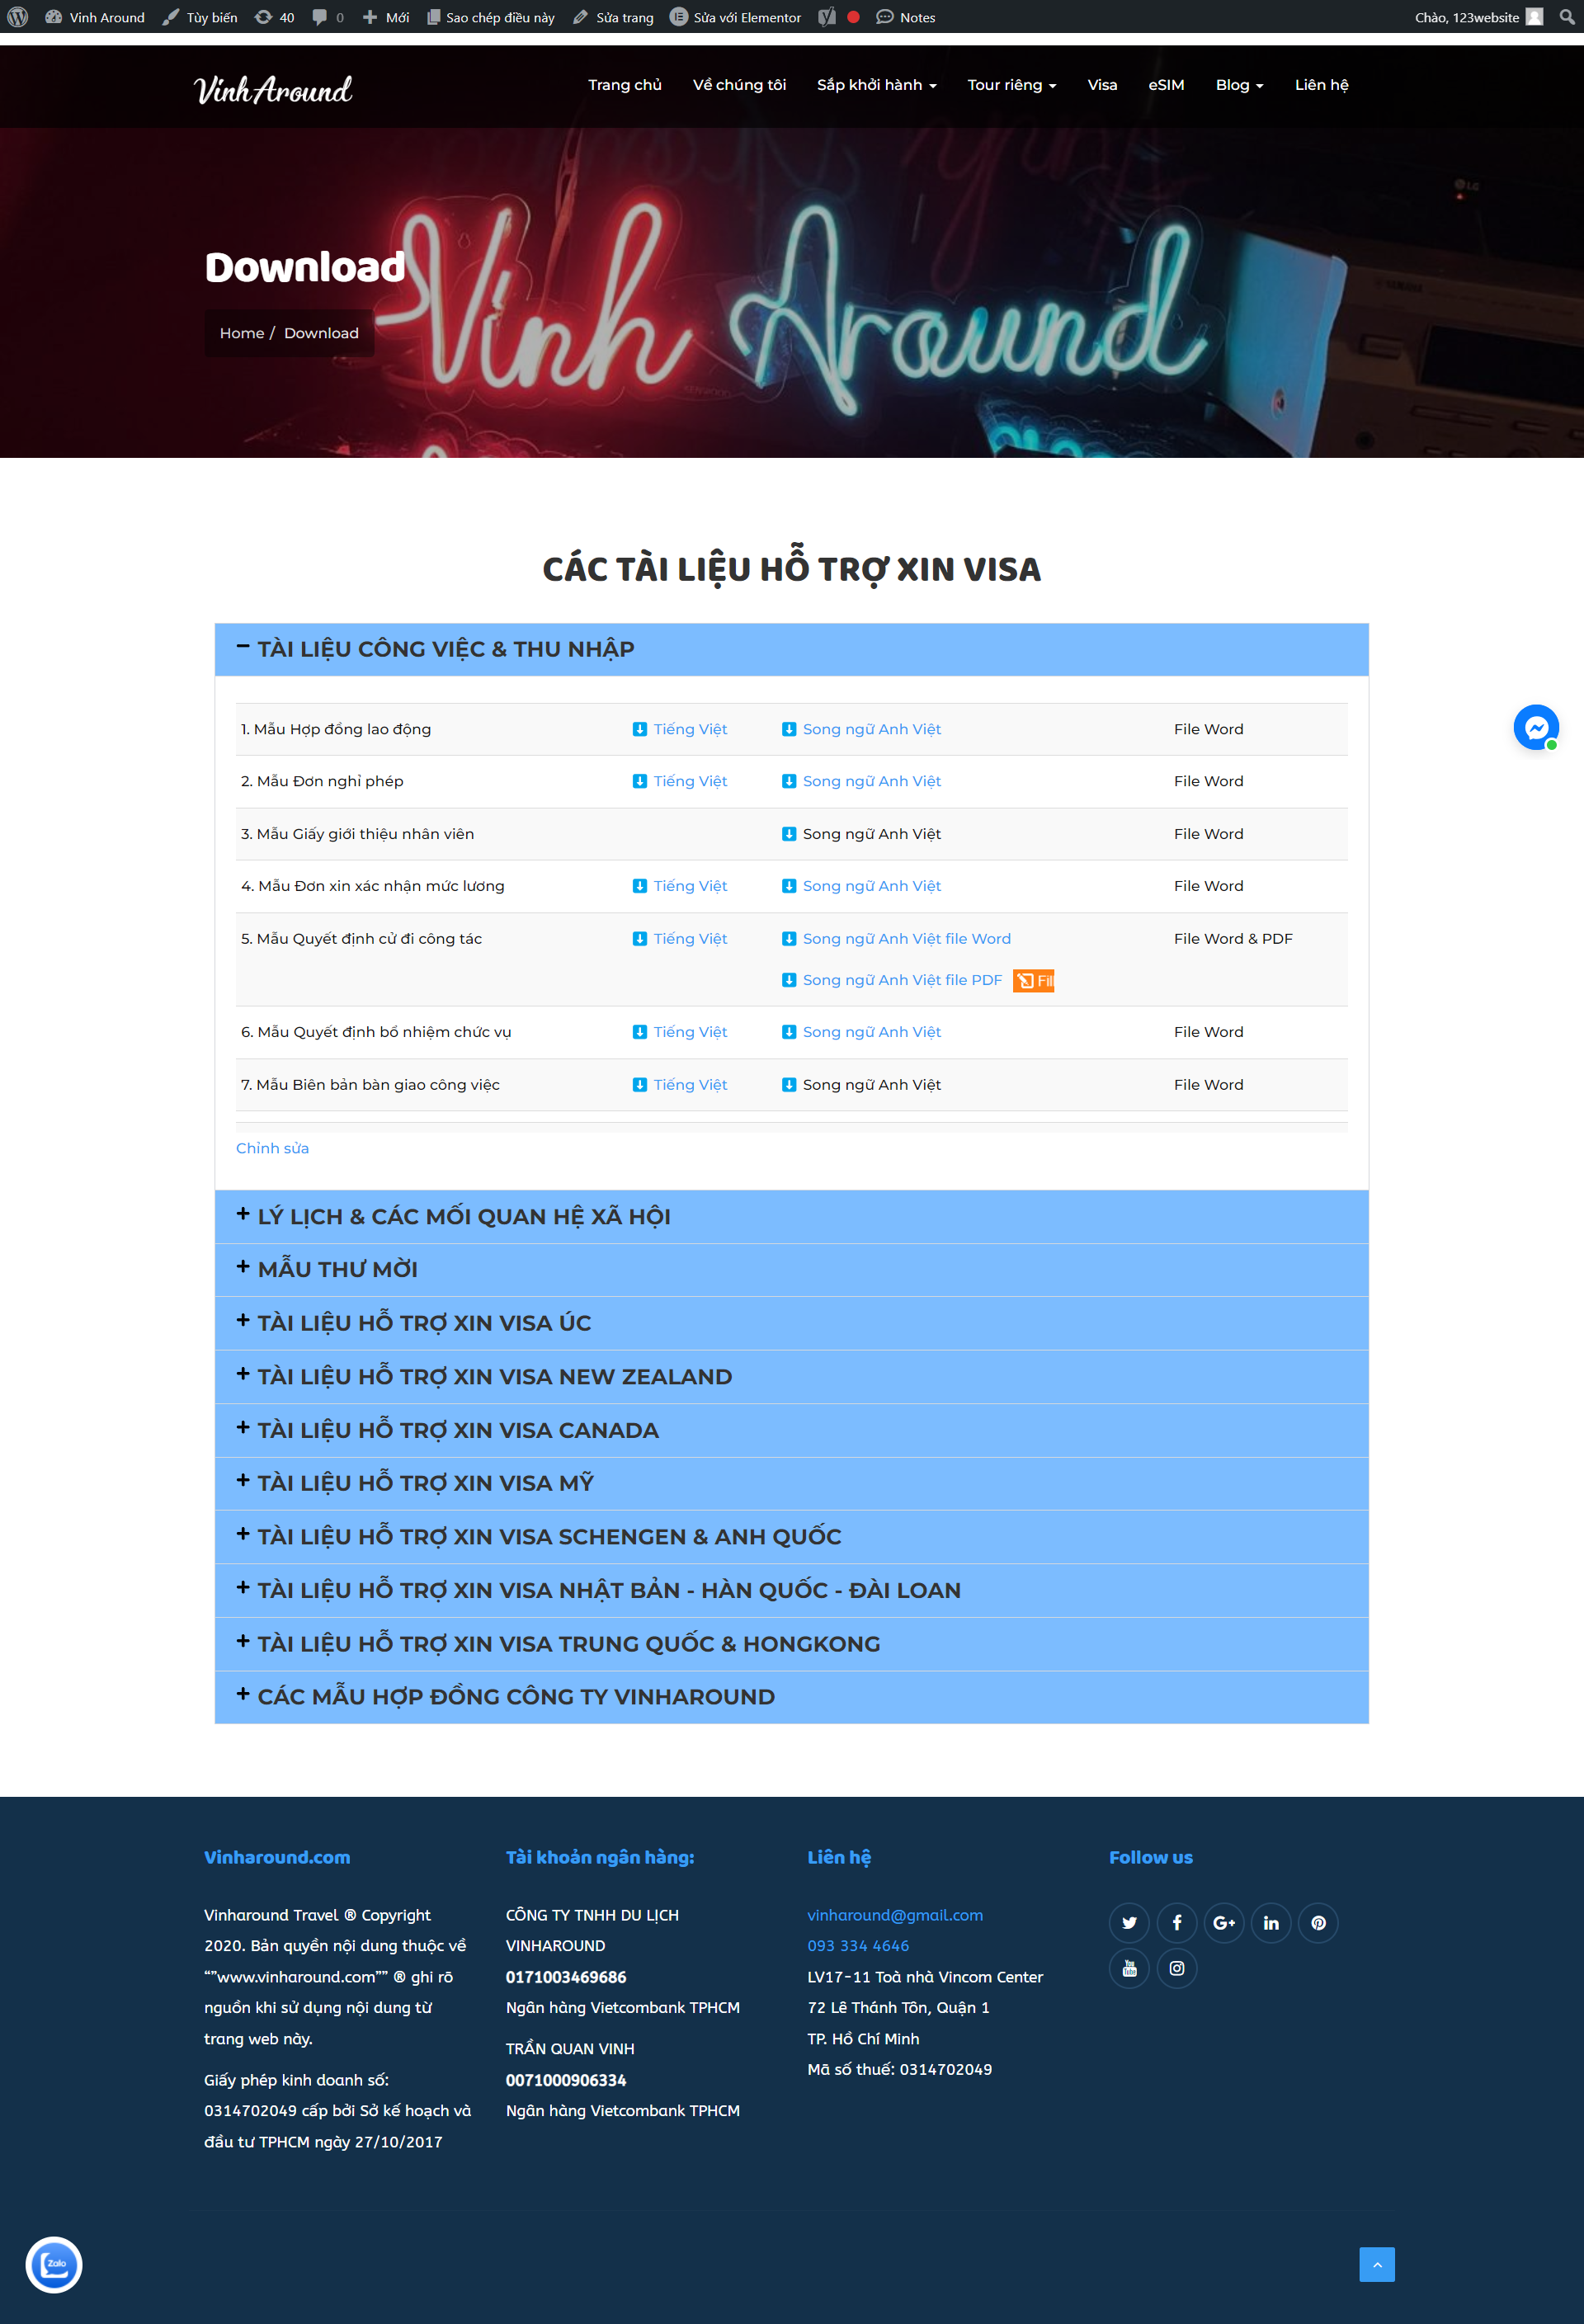 Vinh Around Tùy biến 40 0 Mới Sao chép điều này Sửa trang Sửa với Elementor Notes Chào, 123website
Vinh Around Trang chủ Về chúng tôi Sắp khởi hành Tour riêng Visa eSIM Blog Liên hệ
LG
YAMAHA
Vinh Around
Download
Home / Download
KENWOOD
CÁC TÀI LIỆU HỖ TRỢ XIN VISA
TÀI LIỆU CÔNG VIỆC & THU NHẬP
1. Mẫu Hợp đồng lao động Tiếng Việt Song ngữ Anh Việt File Word
2. Mẫu Đơn nghỉ phép Tiếng Việt Song ngữ Anh Việt File Word
3. Mẫu Giấy giới thiệu nhân viên Song ngữ Anh Việt File Word
4. Mẫu Đơn xin xác nhận mức lương Tiếng Việt Song ngữ Anh Việt File Word
5. Mẫu Quyết định cử đi công tác Tiếng Việt Song ngữ Anh Việt file Word File Word & PDF
Song ngữ Anh Việt file PDF Fill
6. Mẫu Quyết định bổ nhiệm chức vụ Tiếng Việt Song ngữ Anh Việt File Word
7. Mẫu Biên bản bàn giao công việc Tiếng Việt Song ngữ Anh Việt File Word
Chỉnh sửa
LÝ LỊCH & CÁC MỐI QUAN HỆ XÃ HỘI
MẪU THƯ MỜI
TÀI LIỆU HỖ TRỢ XIN VISA ÚC
TÀI LIỆU HỖ TRỢ XIN VISA NEW ZEALAND
TÀI LIỆU HỖ TRỢ XIN VISA CANADA
TÀI LIỆU HỖ TRỢ XIN VISA MỸ
TÀI LIỆU HỖ TRỢ XIN VISA SCHENGEN & ANH QUỐC
TÀI LIỆU HỖ TRỢ XIN VISA NHẬT BẢN - HÀN QUỐC - ĐÀI LOAN
TÀI LIỆU HỖ TRỢ XIN VISA TRUNG QUỐC & HONGKONG
CÁC MẪU HỢP ĐỒNG CÔNG TY VINHAROUND
Vinharound.com
Vinharound Travel ® Copyright
2020. Bản quyền nội dung thuộc về
“”www.vinharound.com”” ® ghi rõ
nguồn khi sử dụng nội dung từ
trang web này.
Giấy phép kinh doanh số:
0314702049 cấp bởi Sở kế hoạch và
đầu tư TPHCM ngày 27/10/2017
Tài khoản ngân hàng:
CÔNG TY TNHH DU LỊCH
VINHAROUND
0171003469686
Ngân hàng Vietcombank TPHCM
TRẦN QUAN VINH
0071000906334
Ngân hàng Vietcombank TPHCM
Liên hệ
vinharound@gmail.com
093 334 4646
LV17-11 Toà nhà Vincom Center
72 Lê Thánh Tôn, Quận 1
TP. Hồ Chí Minh
Mã số thuế: 0314702049
Follow us
Zalo